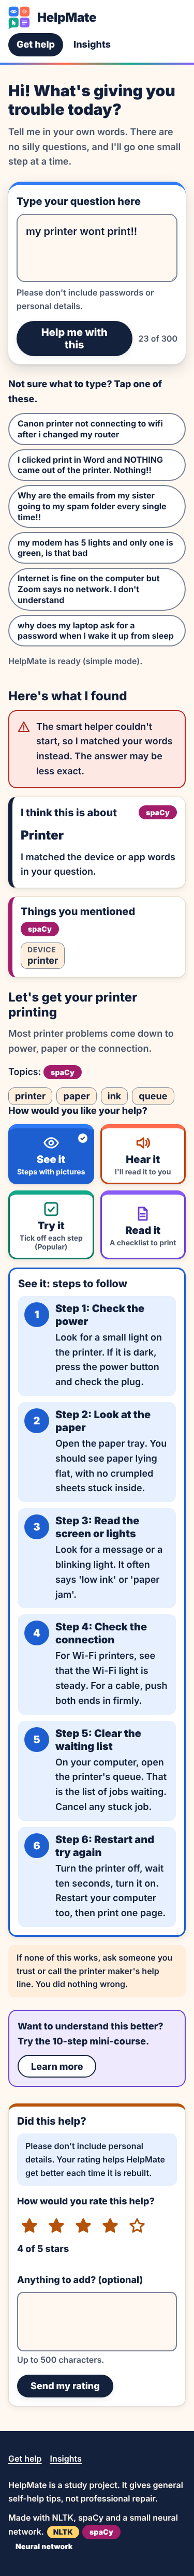 HelpMate
Get help
Insights
Hi! What's giving you
trouble today?
Tell me in your own words. There are
no silly questions, and I'll go one small
step at a time.
Type your question here
my printer wont print!!
Please don't include passwords or
personal details.
Help me with
this
23 of 300
Not sure what to type? Tap one of
these.
Canon printer not connecting to wifi
after i changed my router
I clicked print in Word and NOTHING
came out of the printer. Nothing!!
Why are the emails from my sister
going to my spam folder every single
time!!
my modem has 5 lights and only one is
green, is that bad
Internet is fine on the computer but
Zoom says no network. I don't
understand
why does my laptop ask for a
password when I wake it up from sleep
HelpMate is ready (simple mode).
Here's what I found
The smart helper couldn't
start, so I matched your words
instead. The answer may be
less exact.
I think this is about
spaCy
Printer
I matched the device or app words
in your question.
Things you mentioned
spaCy
DEVICE
printer
Let's get your printer
printing
Most printer problems come down to
power, paper or the connection.
Topics: spaCy
printer paper ink queue
How would you like your help?
See it
Steps with pictures
Hear it
I'll read it to you
Try it
Tick off each step
(Popular)
Read it
A checklist to print
See it: steps to follow
1
Step 1: Check the
power
Look for a small light on
the printer. If it is dark,
press the power button
and check the plug.
2
Step 2: Look at the
paper
Open the paper tray. You
should see paper lying
flat, with no crumpled
sheets stuck inside.
3
Step 3: Read the
screen or lights
Look for a message or a
blinking light. It often
says 'low ink' or 'paper
jam'.
4
Step 4: Check the
connection
For Wi-Fi printers, see
that the Wi-Fi light is
steady. For a cable, push
both ends in firmly.
5
Step 5: Clear the
waiting list
On your computer, open
the printer's queue. That
is the list of jobs waiting.
Cancel any stuck job.
6
Step 6: Restart and
try again
Turn the printer off, wait
ten seconds, turn it on.
Restart your computer
too, then print one page.
If none of this works, ask someone you
trust or call the printer maker's help
line. You did nothing wrong.
Want to understand this better?
Try the 10-step mini-course.
Learn more
Did this help?
Please don't include personal
details. Your rating helps HelpMate
get better each time it is rebuilt.
How would you rate this help?
4 of 5 stars
Anything to add? (optional)
Up to 500 characters.
Send my rating
Get help Insights
HelpMate is a study project. It gives general
self-help tips, not professional repair.
Made with NLTK, spaCy and a small neural
network. NLTK spaCy
Neural network